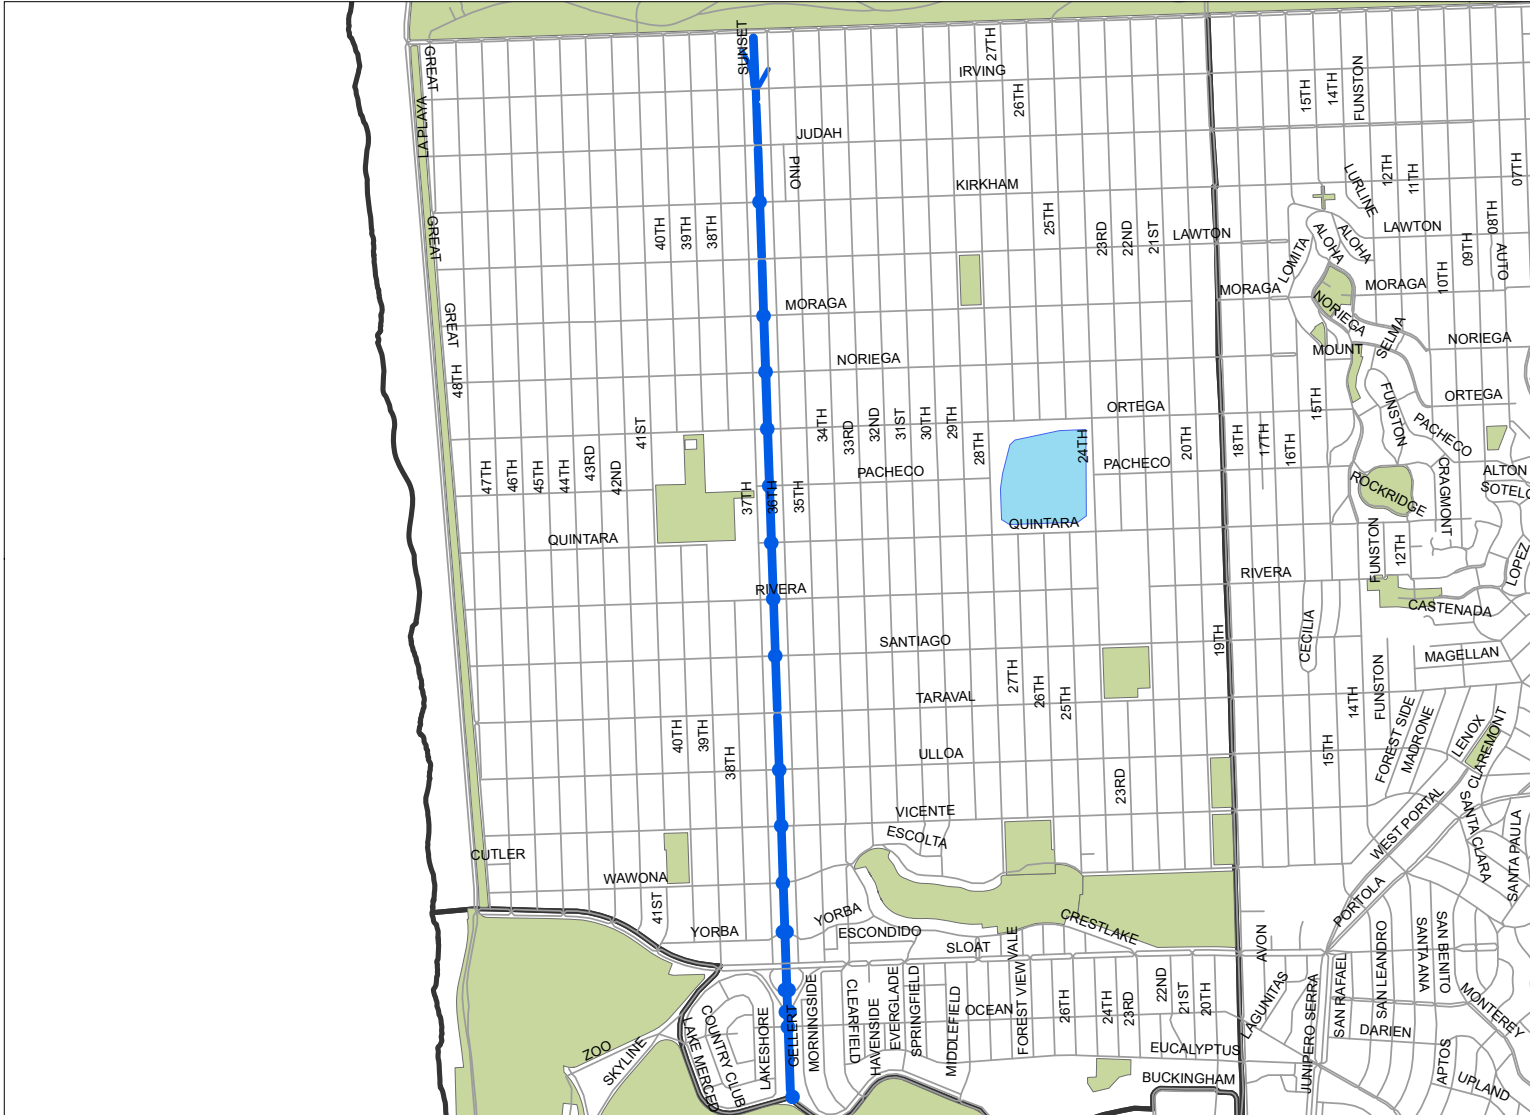 GREAT
SUNSET
27TH
IRVING
26TH
15TH
14TH
FUNSTON
LA PLAYA
JUDAH
PINO
KIRKHAM
LURLINE
12TH
11TH
07TH
GREAT
40TH
39TH
38TH
25TH
23RD
22ND
21ST
LAWTON
LOMITA
ALOHA
ALOHA
LAWTON
09TH
08TH
AUTO
GREAT
MORAGA
MORAGA
NORIEGA
MORAGA
10TH
48TH
NORIEGA
MOUNT
SELMA
NORIEGA
41ST
34TH
33RD
32ND
31ST
30TH
29TH
28TH
ORTEGA
24TH
20TH
18TH
17TH
16TH
15TH
FUNSTON
ORTEGA
PACHECO
47TH
46TH
45TH
44TH
43RD
42ND
37TH
36TH
35TH
PACHECO
PACHECO
ROCKRIDGE
CRAGMONT
ALTON
SOTELO
QUINTARA
QUINTARA
FUNSTON
12TH
LOPEZ
RIVERA
RIVERA
CASTENADA
SANTIAGO
19TH
CECILIA
MAGELLAN
27TH
26TH
25TH
TARAVAL
14TH
FUNSTON
40TH
39TH
38TH
ULLOA
23RD
15TH
FOREST SIDE
MADRONE
LENOX
CLAREMONT
VICENTE
ESCOLTA
WEST PORTAL
SANTA CLARA
SANTA PAULA
CUTLER
WAWONA
41ST
YORBA
YORBA
ESCONDIDO
SLOAT
VALE
CRESTLAKE
AVON
PORTOLA
SAN LEANDRO
SANTA ANA
SAN BENITO
ZOO
SKYLINE
LAKE MERCED
COUNTRY CLUB
LAKESHORE
GELLERT
MORNINGSIDE
CLEARFIELD
HAVENSIDE
EVERGLADE
SPRINGFIELD
MIDDLEFIELD
OCEAN
FOREST VIEW
26TH
24TH
23RD
22ND
21ST
20TH
LAGUNITAS
JUNIPERO SERRA
SAN RAFAEL
DARIEN
MONTEREY
EUCALYPTUS
BUCKINGHAM
APTOS
UPLAND